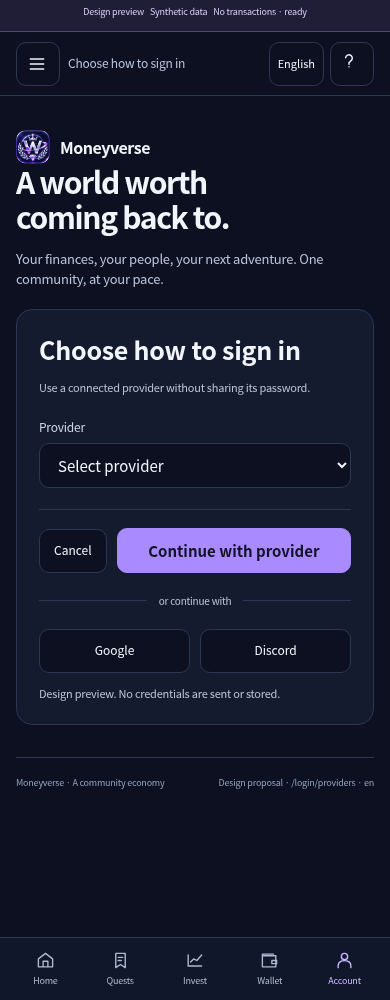 Design preview Synthetic data No transactions · ready
Choose how to sign in
English
?
Moneyverse
A world worth
coming back to.
Your finances, your people, your next adventure. One
community, at your pace.
Choose how to sign in
Use a connected provider without sharing its password.
Provider
Select provider
Cancel
Continue with provider
or continue with
Google
Discord
Design preview. No credentials are sent or stored.
Moneyverse · A community economy
Design proposal · /login/providers · en
Home
Quests
Invest
Wallet
Account